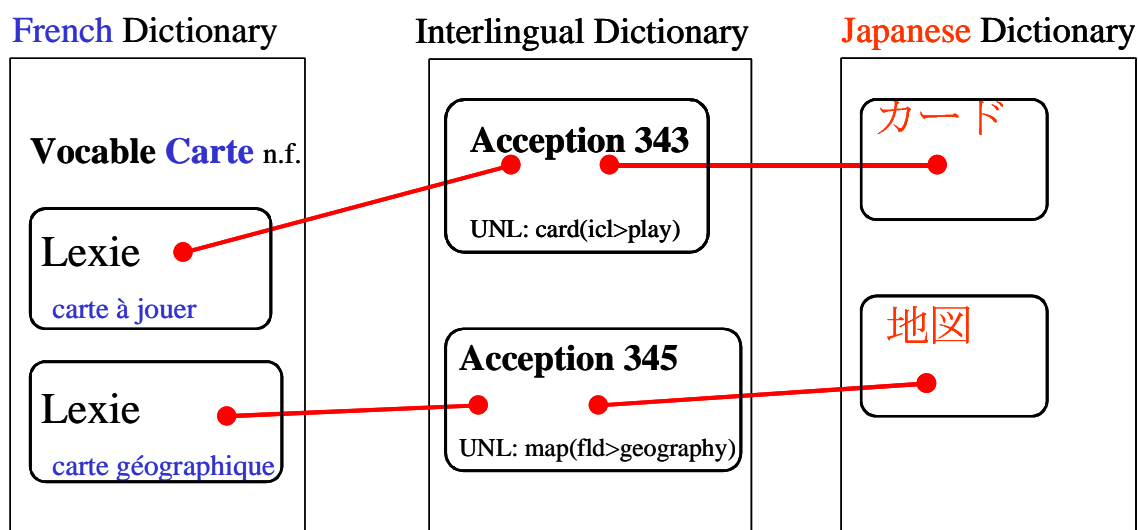 French Dictionary
Vocable Carte n.f.
Lexie
carte à jouer
Lexie
carte géographique
Interlingual Dictionary
Acception 343
UNL: card(icl>play)
Acception 345
UNL: map(fld>geography)
Japanese Dictionary
カード
地図